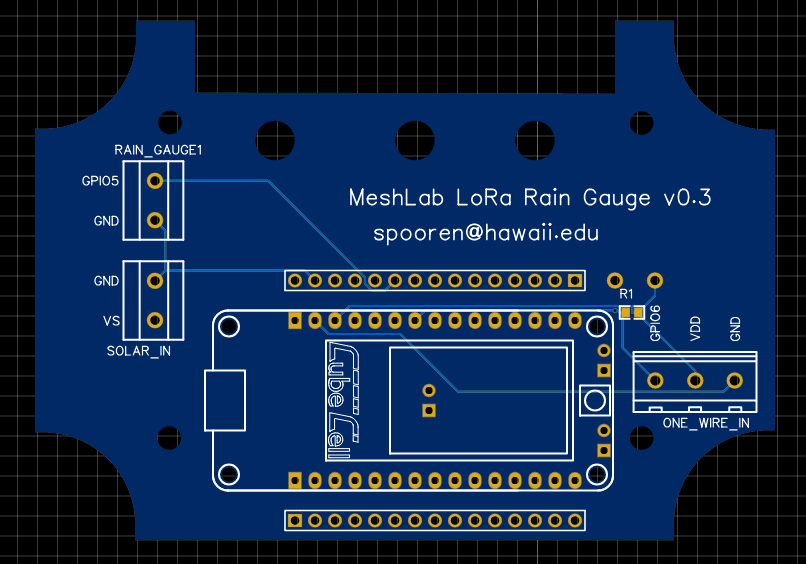 RAIN_GAUGE1
GPIO5
GND
MeshLab LoRa Rain Gauge v0.3
spooren@hawaii.edu
GND
VS
SOLAR_IN
R1
GPIO6
VDD
GND
ONE_WIRE_IN
Cube Cell